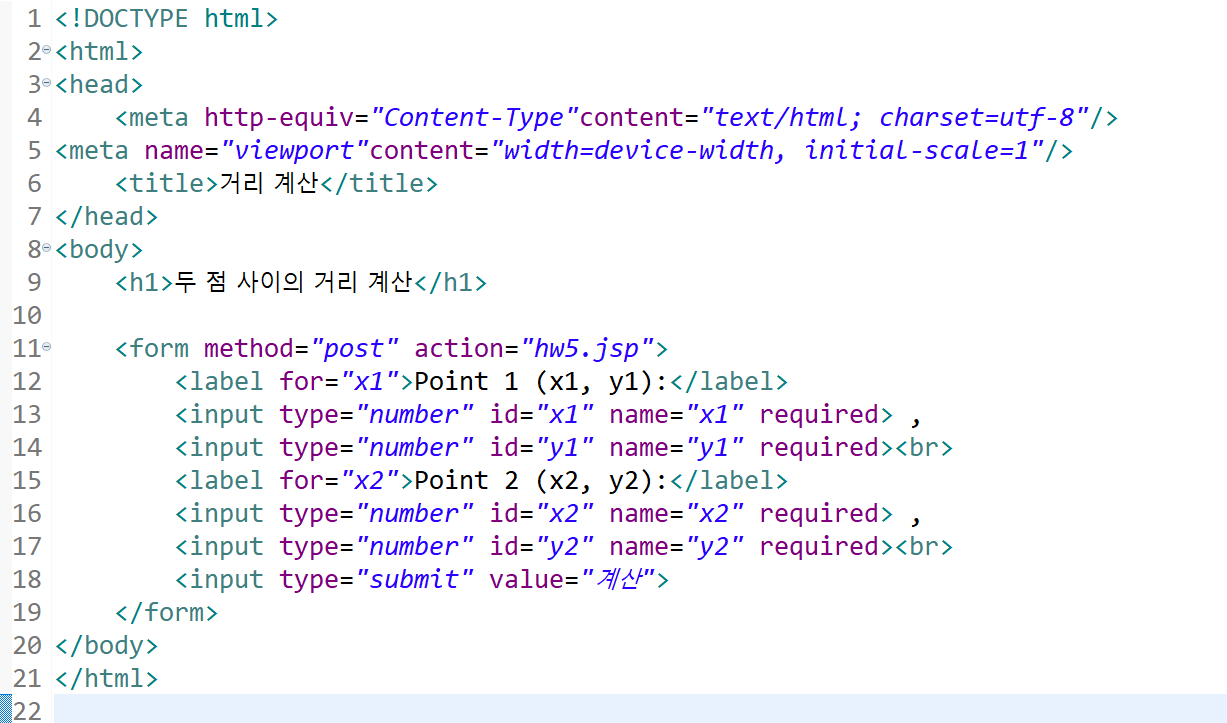 1 <!DOCTYPE html>
2 <html>
3 <head>
4 <meta http-equiv="Content-Type"content="text/html; charset=utf-8"/>
5 <meta name="viewport"content="width=device-width, initial-scale=1"/>
6 <title>거리 계산</title>
7 </head>
8 <body>
9 <h1>두 점 사이의 거리 계산</h1>
10
11 <form method="post" action="hw5.jsp">
12 <label for="x1">Point 1 (x1, y1):</label>
13 <input type="number" id="x1" name="x1" required> ,
14 <input type="number" id="y1" name="y1" required><br>
15 <label for="x2">Point 2 (x2, y2):</label>
16 <input type="number" id="x2" name="x2" required> ,
17 <input type="number" id="y2" name="y2" required><br>
18 <input type="submit" value="계산">
19 </form>
20 </body>
21 </html>
22